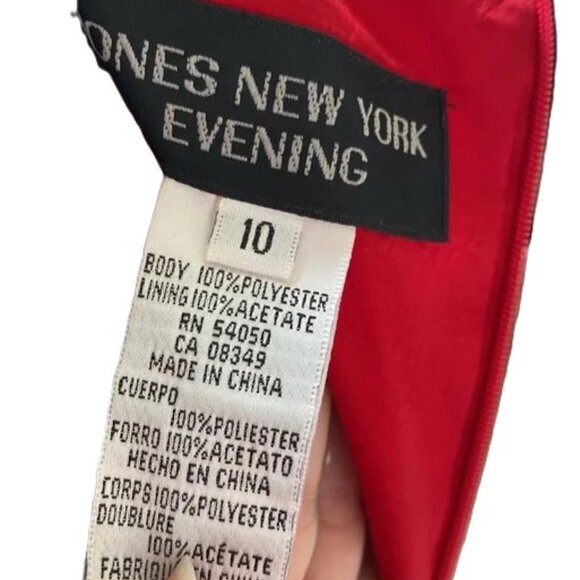 ONES NEW YORK
EVENING
10
BODY 100%POLYESTER
LINING 100%ACETATE
RN 54050
CA 08349
MADE IN CHINA
CUERPO
100%POLIESTER
FORRO 100%ACETATO
HECHO EN CHINA
CORPS100%POLYESTER
DOUBLURE
100%ACÉTATE